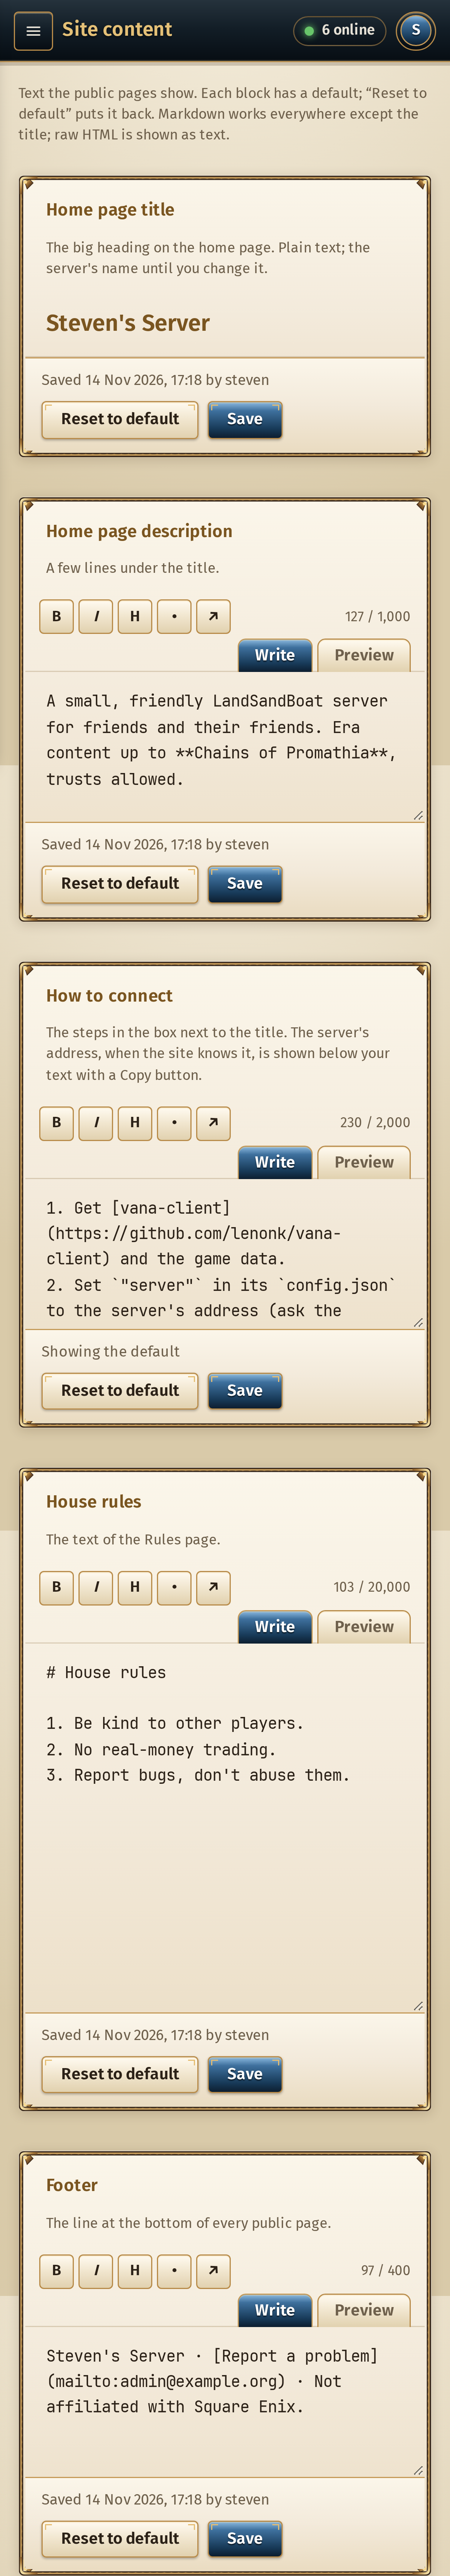 Site content
6 online
S
Text the public pages show. Each block has a default; “Reset to
default” puts it back. Markdown works everywhere except the
title; raw HTML is shown as text.
Home page title
The big heading on the home page. Plain text; the
server's name until you change it.
Steven's Server
Saved 14 Nov 2026, 17:18 by steven
Reset to default Save
Home page description
A few lines under the title.
B I H • ↗ 127 / 1,000
Write Preview
A small, friendly LandSandBoat server
for friends and their friends. Era
content up to **Chains of Promathia**,
trusts allowed.
Saved 14 Nov 2026, 17:18 by steven
Reset to default Save
How to connect
The steps in the box next to the title. The server's
address, when the site knows it, is shown below your
text with a Copy button.
B I H • ↗ 230 / 2,000
Write Preview
1. Get [vana-client]
(https://github.com/lenonk/vana-
client) and the game data.
2. Set `"server"` in its `config.json`
to the server's address (ask the
Showing the default
Reset to default Save
House rules
The text of the Rules page.
B I H • ↗ 103 / 20,000
Write Preview
# House rules
1. Be kind to other players.
2. No real-money trading.
3. Report bugs, don't abuse them.
Saved 14 Nov 2026, 17:18 by steven
Reset to default Save
Footer
The line at the bottom of every public page.
B I H • ↗ 97 / 400
Write Preview
Steven's Server · [Report a problem]
(mailto:admin@example.org) · Not
affiliated with Square Enix.
Saved 14 Nov 2026, 17:18 by steven
Reset to default Save